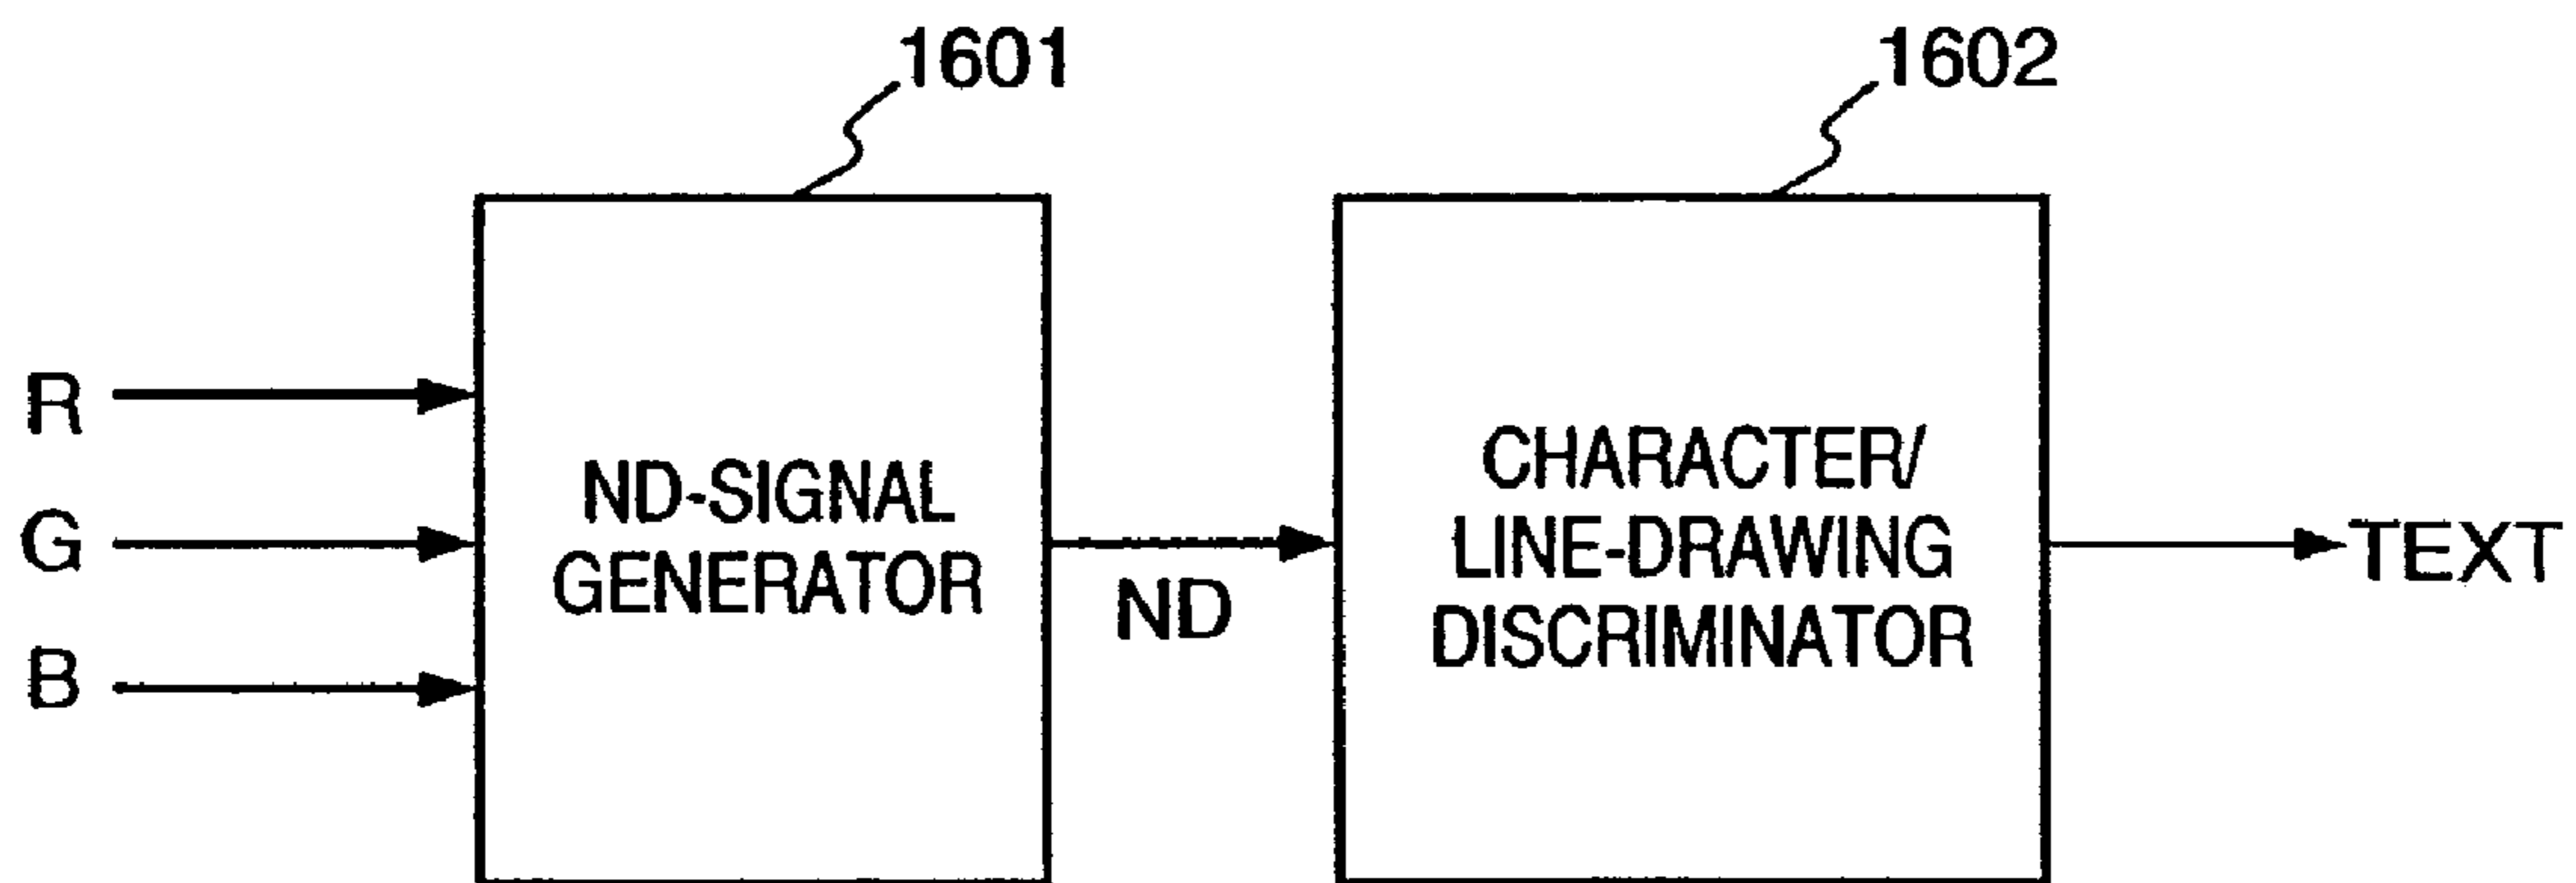 1601
1602
R
G
B
ND-SIGNAL
GENERATOR
ND
CHARACTER/
LINE-DRAWING
DISCRIMINATOR
TEXT